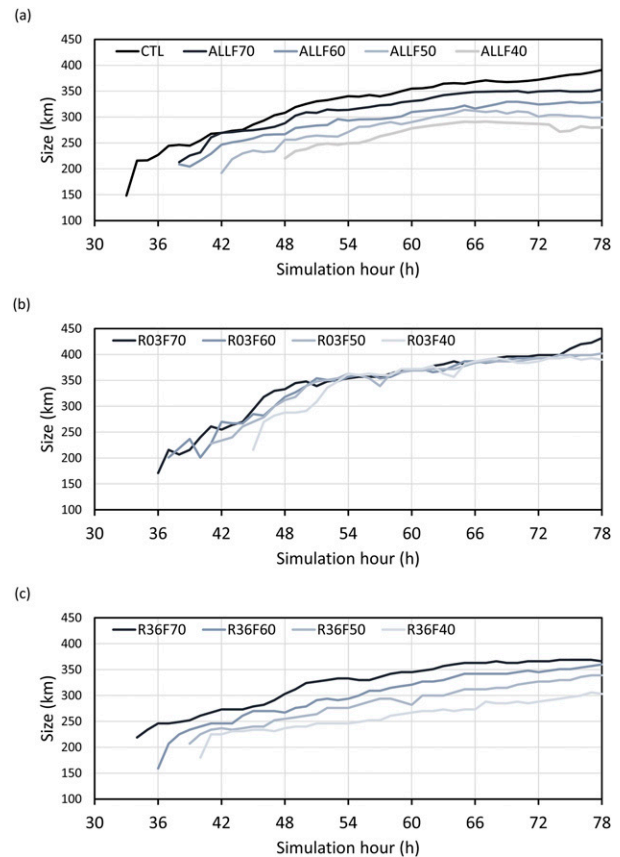 (a)
450
CTL ALLF70 ALLF60 ALLF50 ALLF40
400
350
300
250
200
150
100
Size (km)
30 36 42 48 54 60 66 72 78
Simulation hour (h)
(b)
450
R03F70 R03F60 R03F50 R03F40
400
350
300
250
200
150
100
Size (km)
30 36 42 48 54 60 66 72 78
Simulation hour (h)
(c)
450
R36F70 R36F60 R36F50 R36F40
400
350
300
250
200
150
100
Size (km)
30 36 42 48 54 60 66 72 78
Simulation hour (h)